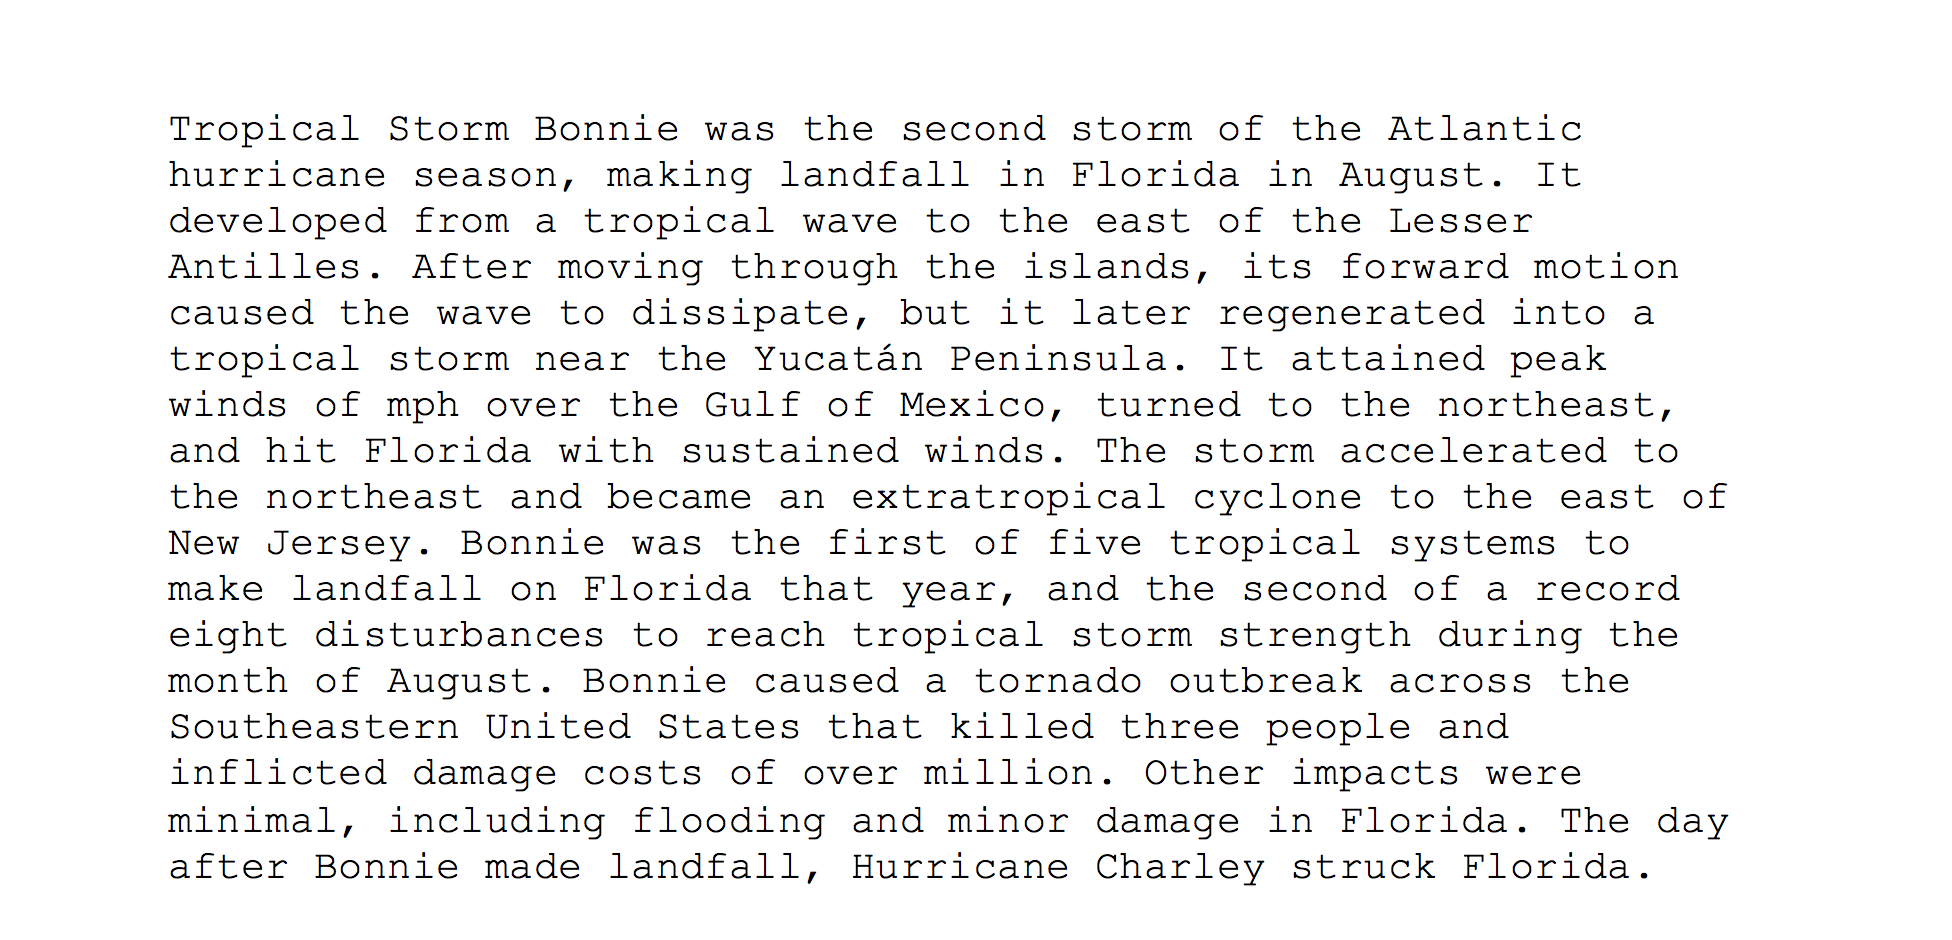 Tropical Storm Bonnie was the second storm of the Atlantic
hurricane season, making landfall in Florida in August. It
developed from a tropical wave to the east of the Lesser
Antilles. After moving through the islands, its forward motion
caused the wave to dissipate, but it later regenerated into a
tropical storm near the Yucatán Peninsula. It attained peak
winds of mph over the Gulf of Mexico, turned to the northeast,
and hit Florida with sustained winds. The storm accelerated to
the northeast and became an extratropical cyclone to the east of
New Jersey. Bonnie was the first of five tropical systems to
make landfall on Florida that year, and the second of a record
eight disturbances to reach tropical storm strength during the
month of August. Bonnie caused a tornado outbreak across the
Southeastern United States that killed three people and
inflicted damage costs of over million. Other impacts were
minimal, including flooding and minor damage in Florida. The day
after Bonnie made landfall, Hurricane Charley struck Florida.